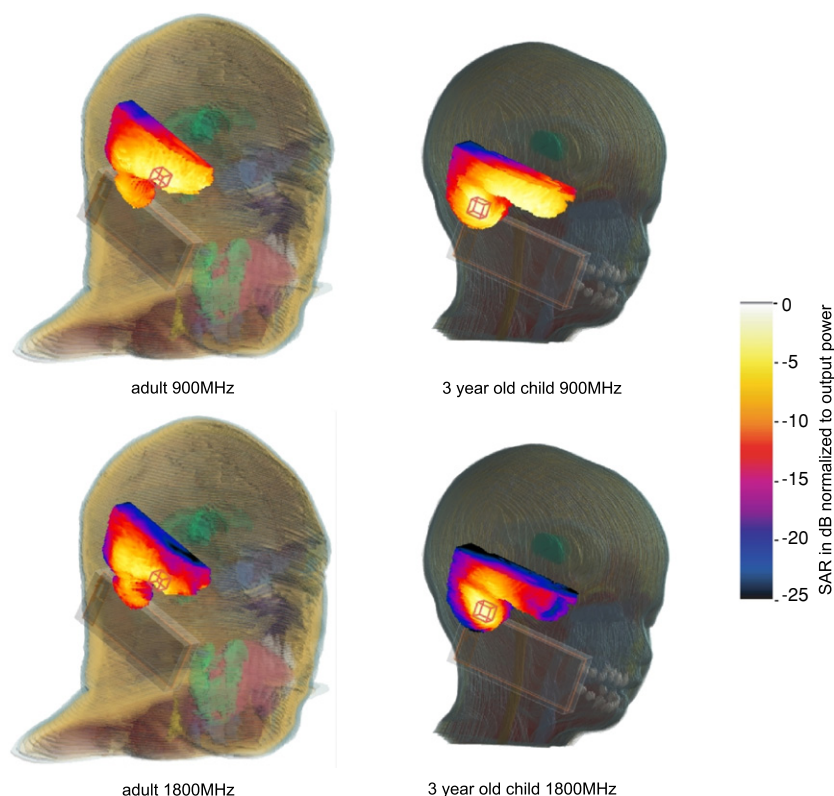 adult 900MHz
3 year old child 900MHz
0
-5
-10
-15
-20
-25
SAR in dB normalized to output power
adult 1800MHz
3 year old child 1800MHz